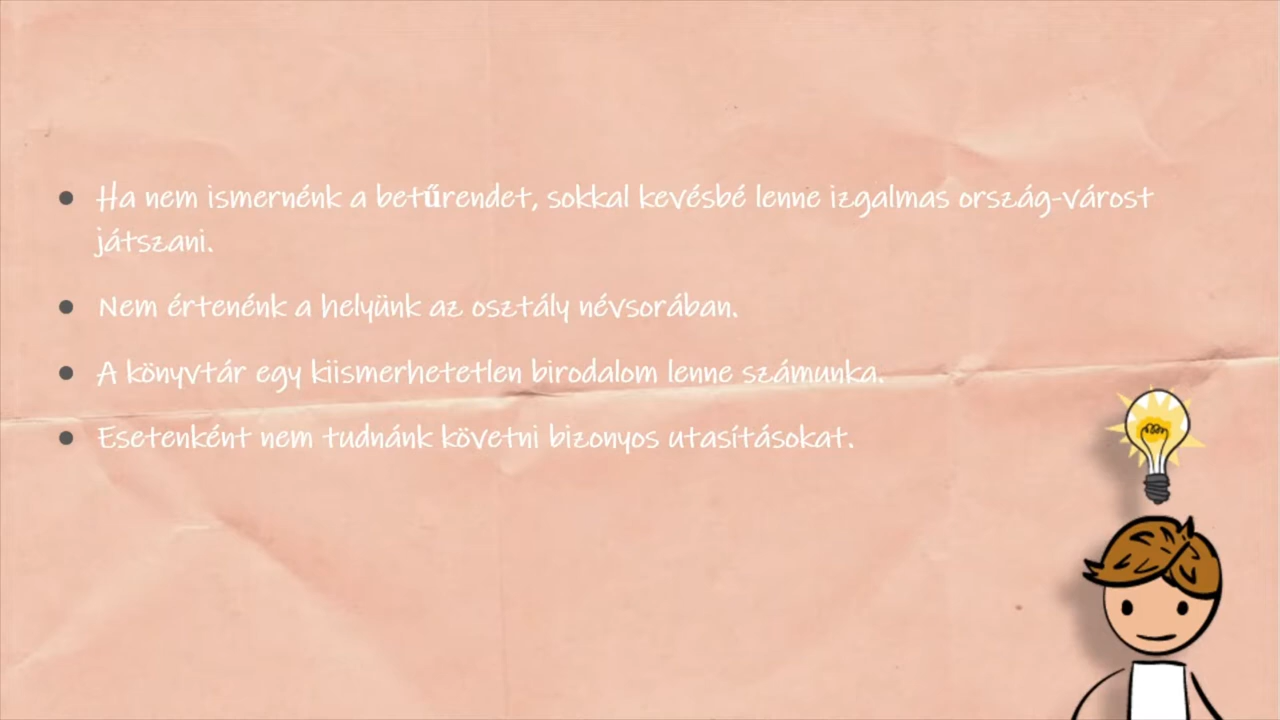 ● Ha nem ismernénk a betűrendet, sokkal kevésbé lenne izgalmas ország-várost
játszani.
● Nem értenénk a helyünk az osztály névsorában.
● A könyvtár egy kiismerhetetlen birodalom lenne számunka.
● Esetenként nem tudnánk követni bizonyos utasításokat.